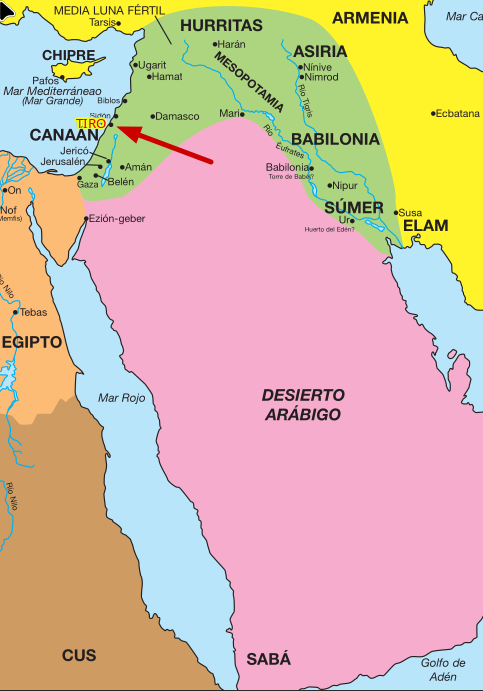 MEDIA LUNA FÉRTIL
Tarsis
HURRITAS
ARMENIA
Mar Ca
Harán
ASIRIA
CHIPRE
Ugarit
Hamat
MESOPOTAMIA
Nínive
Nimrod
Pafos
Mar Mediterráneo
(Mar Grande)
Biblos
Río Tigris
Sidón
TIRO
Damasco
Mari
Ecbatana
CANAÁN
Río
Éufrates
BABILONIA
Jericó
Jerusalén
Amán
Babilonia
Torre de Babel?
Gaza
Belén
Nipur
On
Nof
Menfis)
Ezión-geber
SÚMER
Ur
Huerto del Edén?
Susa
ELAM
ío Nilo
Tebas
EGIPTO
Mar Rojo
DESIERTO
ARÁBIGO
Río Nilo
CUS
SABÁ
Golfo de
Adén